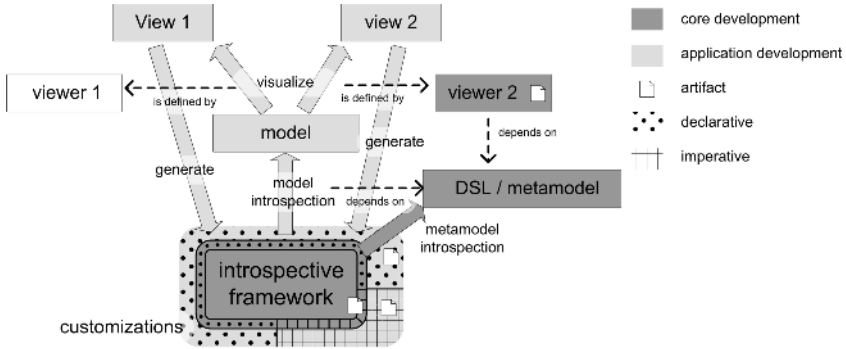 View 1
view 2
core development
application development
artifact
declarative
imperative
viewer 1
is defined by
visualize
is defined by
viewer 2
model
depends on
generate
generate
model
introspection
depends on
DSL / metamodel
metamodel
introspection
introspective
framework
customizations